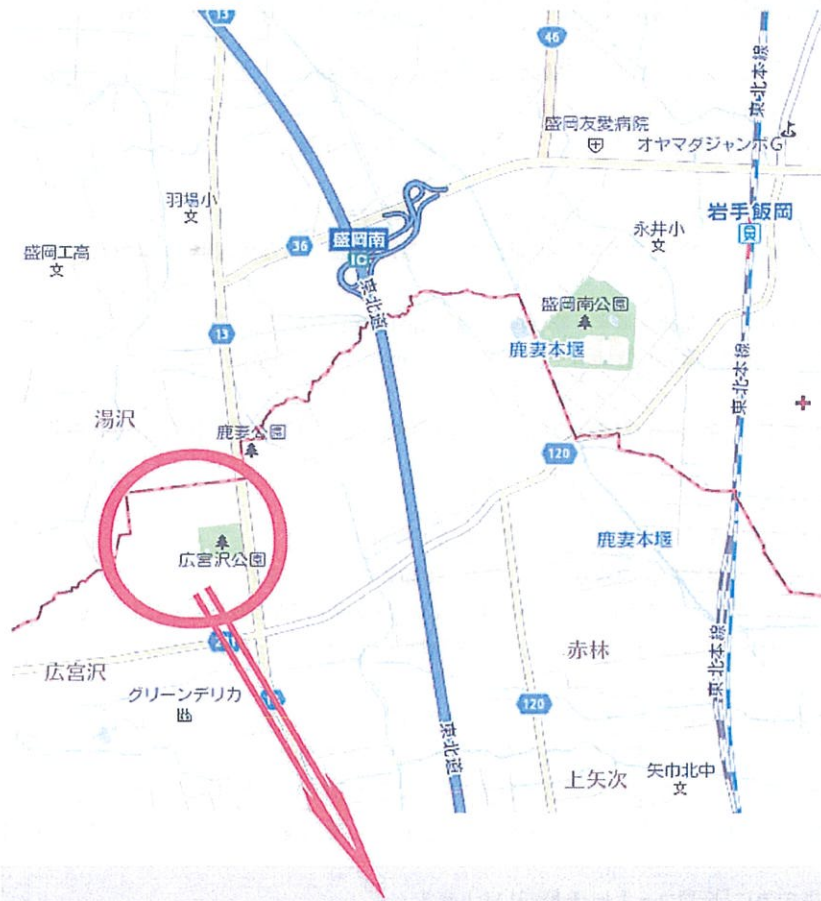 13
46
東北本線
盛岡友愛病院
オヤマダジャンボG
羽場小
岩手飯岡
永井小
盛岡工高
36
盛岡南
IC
東北道
盛岡南公園
13
鹿妻本堰
東北本線
湯沢
鹿妻公園
120
広宮沢公園
鹿妻本堰
赤林
広宮沢
グリーンデリカ
120
東北本線
東北道
上矢次
矢巾北中